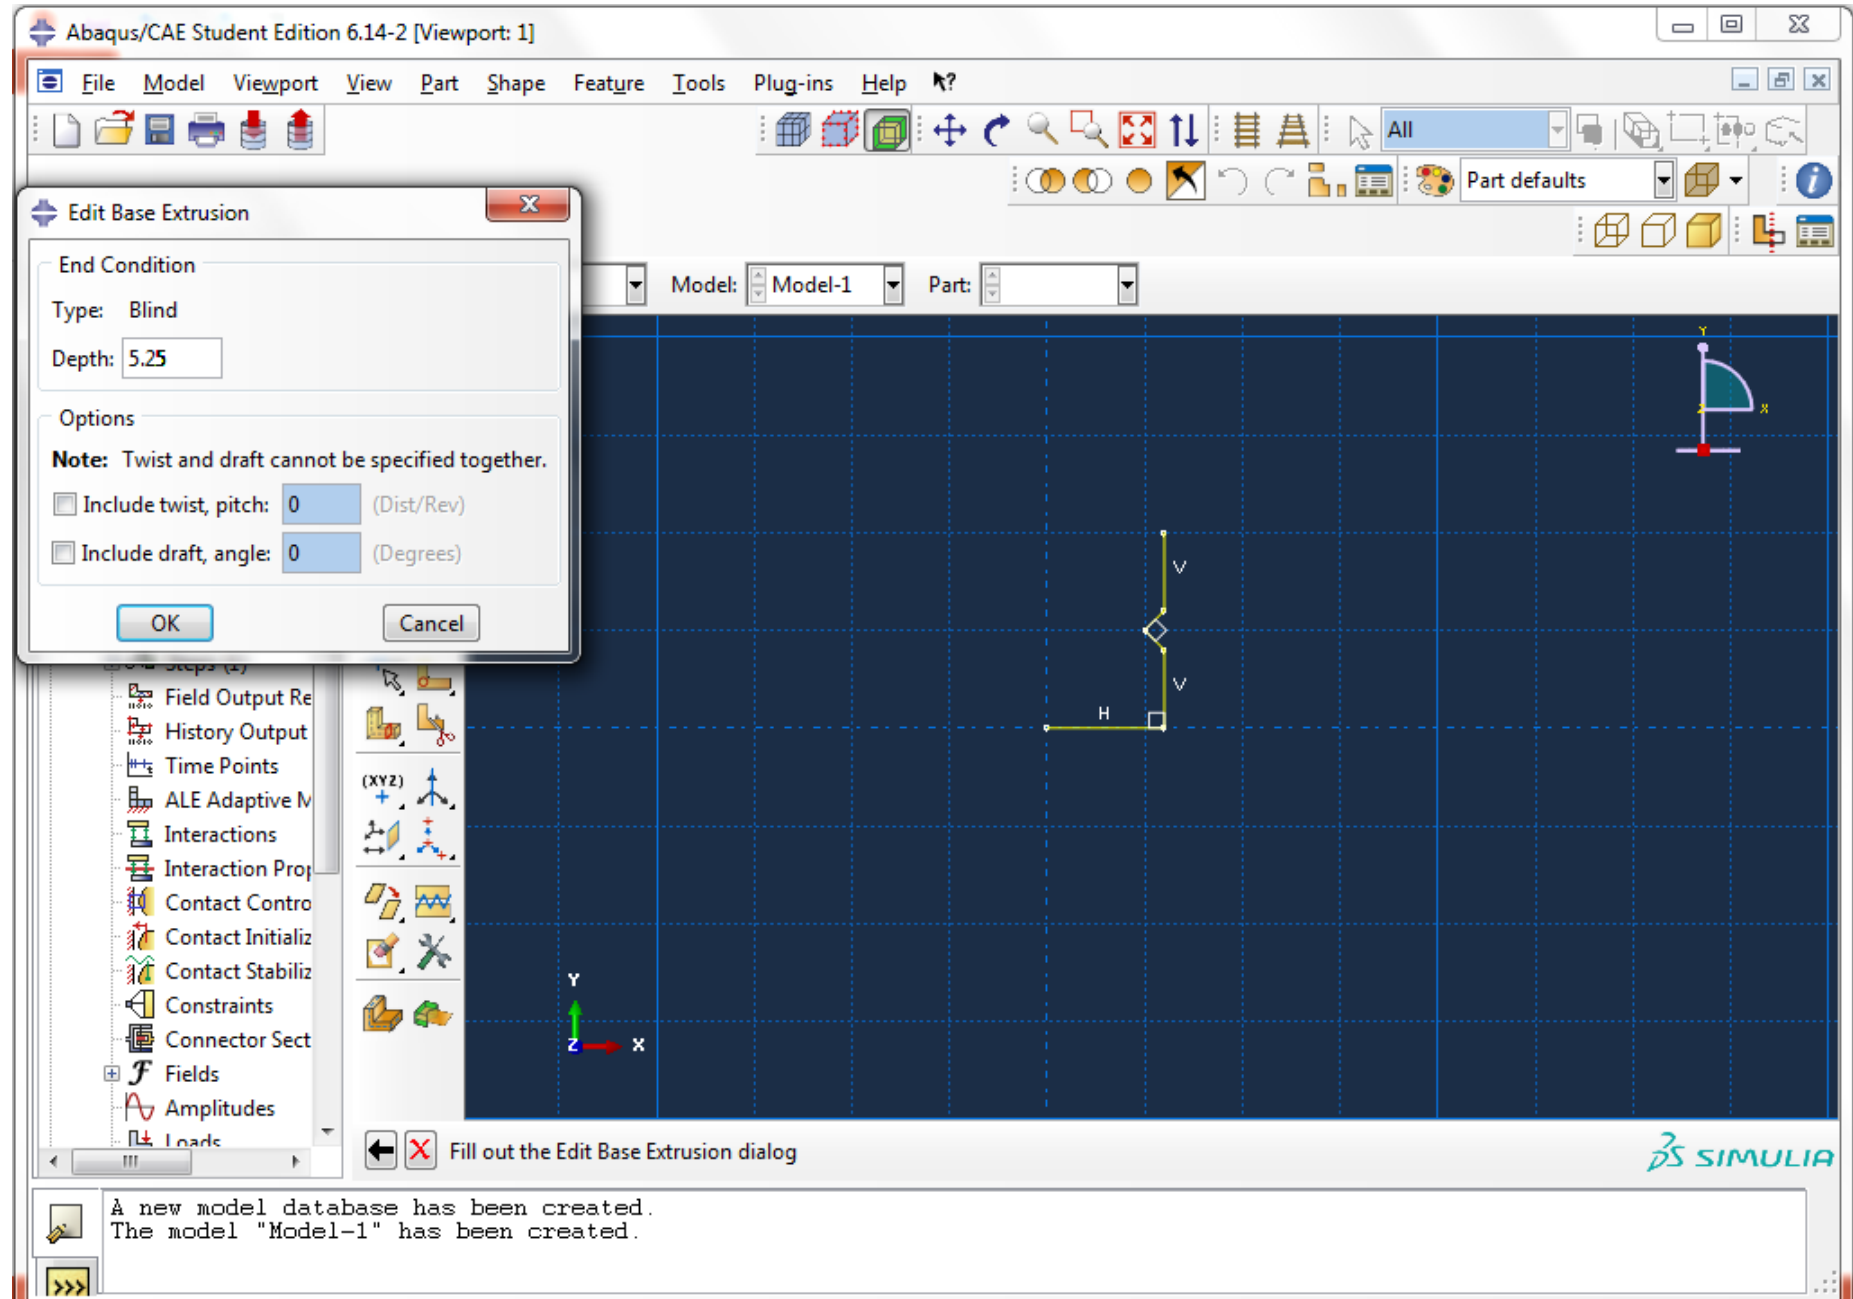 Abaqus/CAE Student Edition 6.14-2 [Viewport: 1]
File Model Viewport View Part Shape Feature Tools Plug-ins Help ?
All
Part defaults
i
Edit Base Extrusion
Model: Model-1 Part:
End Condition
Type: Blind
Depth: 5.25
Options
Note: Twist and draft cannot be specified together.
Include twist, pitch: 0 (Dist/Rev)
Include draft, angle: 0 (Degrees)
OK Cancel
Y
Z X
V
V
H
Steps (1)
Field Output Re
History Output
Time Points
ALE Adaptive M
Interactions
Interaction Prop
Contact Contro
Contact Initializ
Contact Stabiliz
Constraints
Connector Sect
Fields
Amplitudes
Loads
(XYZ)
Y
Z X
Fill out the Edit Base Extrusion dialog
SIMULIA
A new model database has been created.
The model "Model-1" has been created.
>>>